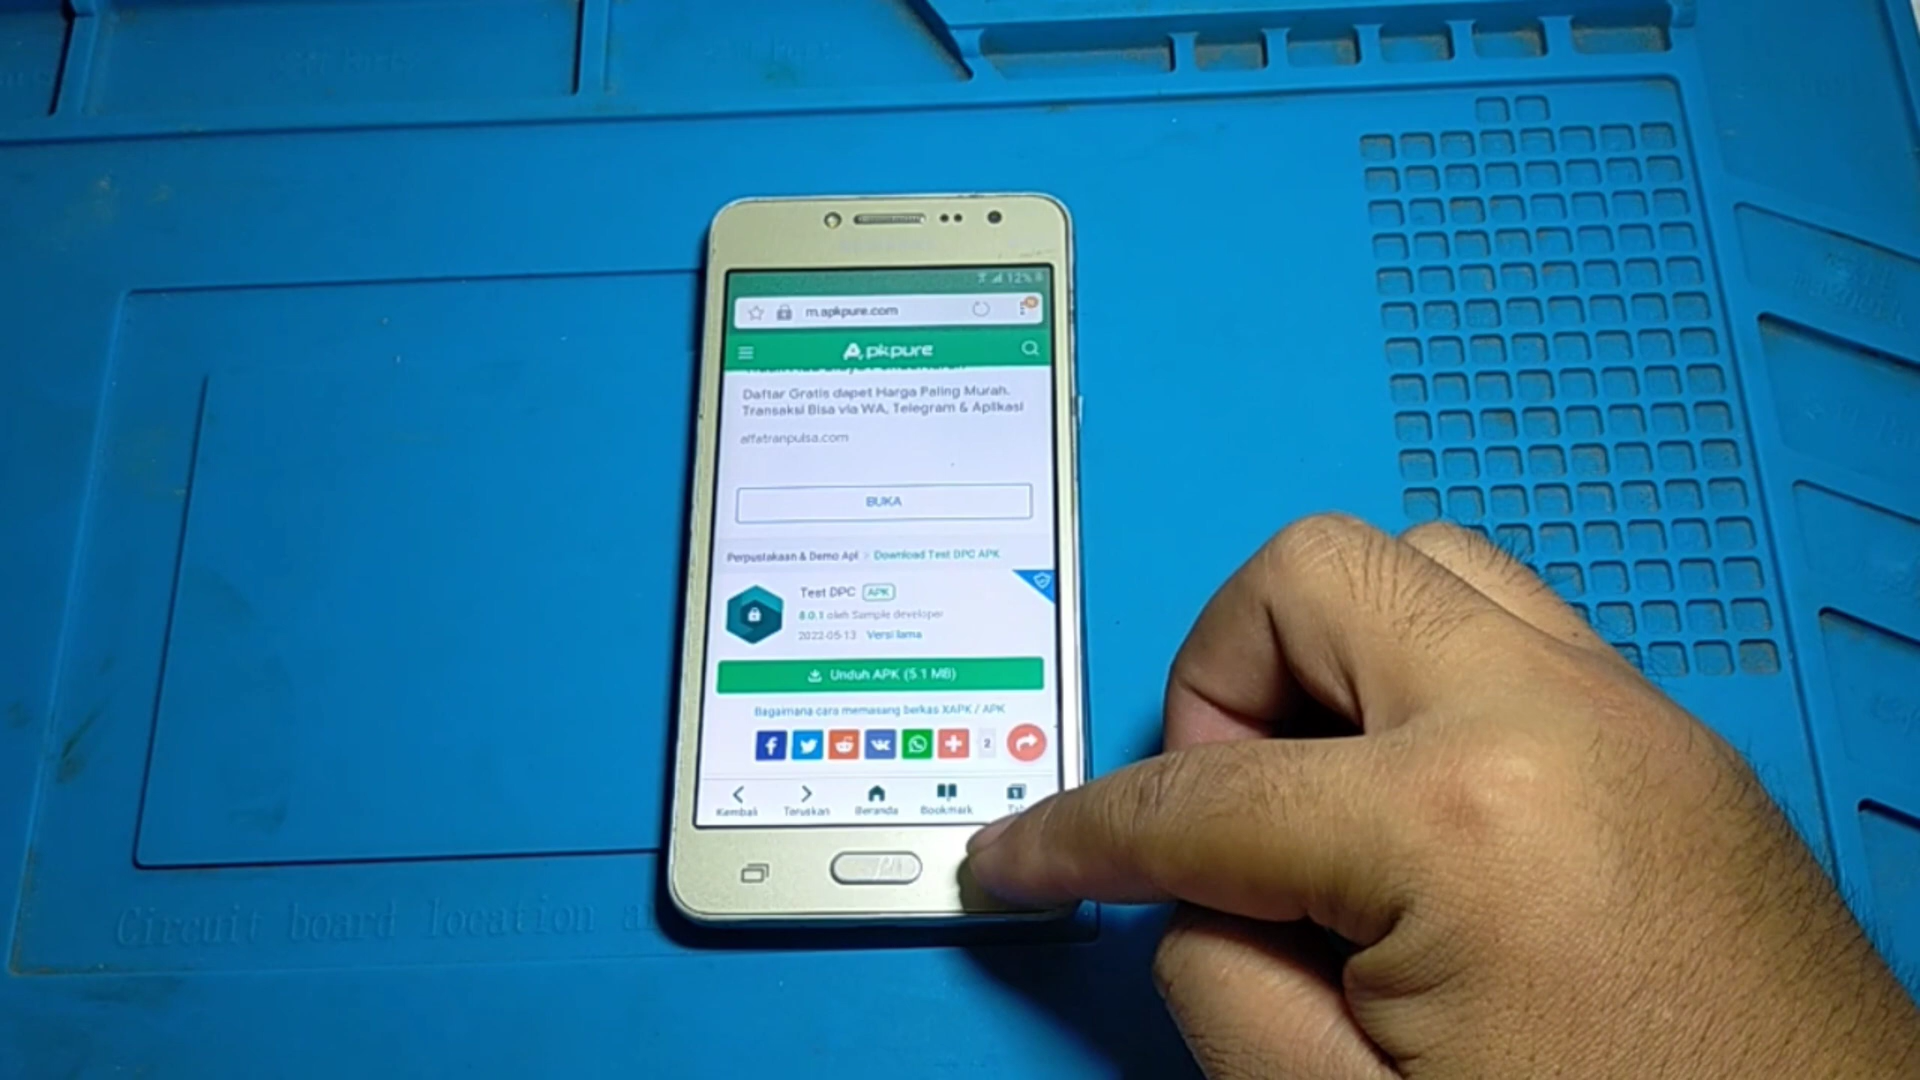 12%
m.apkpure.com
Apkpure
Daftar Gratis dapet Harga Paling Murah.
Transaksi Bisa via WA, Telegram & Aplikasi
alfatranpulsa.com
BUKA
Perpustakaan & Demo Apl > Download Test DPC APK
Test DPC APK
8.0.1 oleh Sample developer
2022-05-13 Versi lama
Unduh APK (5.1 MB)
Bagaimana cara memasang berkas XAPK / APK
2
Kembali Teruskan Beranda Bookmark
Circuit board location